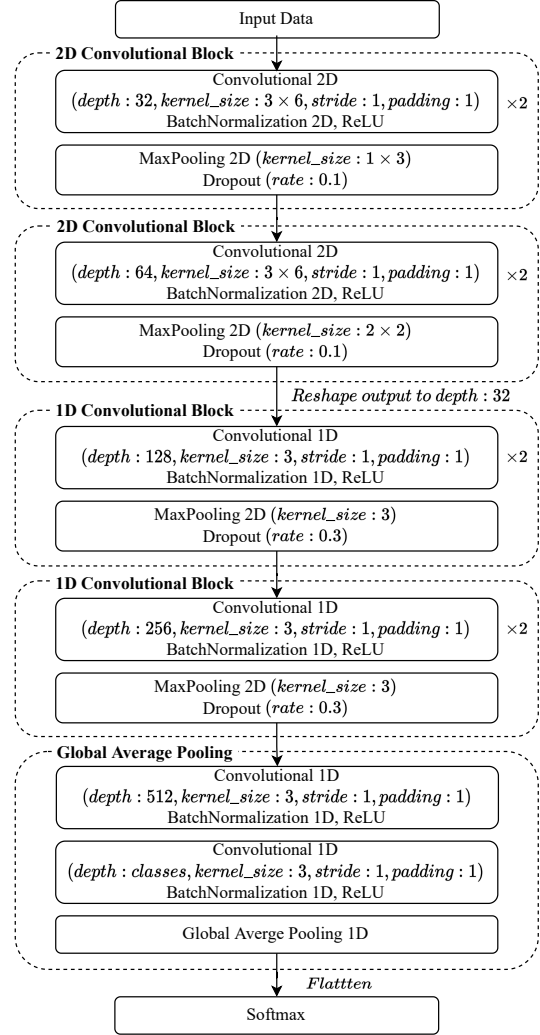 Input Data
2D Convolutional Block
Convolutional 2D
(depth : 32, kernel_size : 3 × 6, stride : 1, padding : 1)
BatchNormalization 2D, ReLU
×2
MaxPooling 2D (kernel_size : 1 × 3)
Dropout (rate : 0.1)
2D Convolutional Block
Convolutional 2D
(depth : 64, kernel_size : 3 × 6, stride : 1, padding : 1)
BatchNormalization 2D, ReLU
×2
MaxPooling 2D (kernel_size : 2 × 2)
Dropout (rate : 0.1)
Reshape output to depth : 32
1D Convolutional Block
Convolutional 1D
(depth : 128, kernel_size : 3, stride : 1, padding : 1)
BatchNormalization 1D, ReLU
×2
MaxPooling 2D (kernel_size : 3)
Dropout (rate : 0.3)
1D Convolutional Block
Convolutional 1D
(depth : 256, kernel_size : 3, stride : 1, padding : 1)
BatchNormalization 1D, ReLU
×2
MaxPooling 2D (kernel_size : 3)
Dropout (rate : 0.3)
Global Average Pooling
Convolutional 1D
(depth : 512, kernel_size : 3, stride : 1, padding : 1)
BatchNormalization 1D, ReLU
Convolutional 1D
(depth : classes, kernel_size : 3, stride : 1, padding : 1)
BatchNormalization 1D, ReLU
Global Averge Pooling 1D
Flattten
Softmax